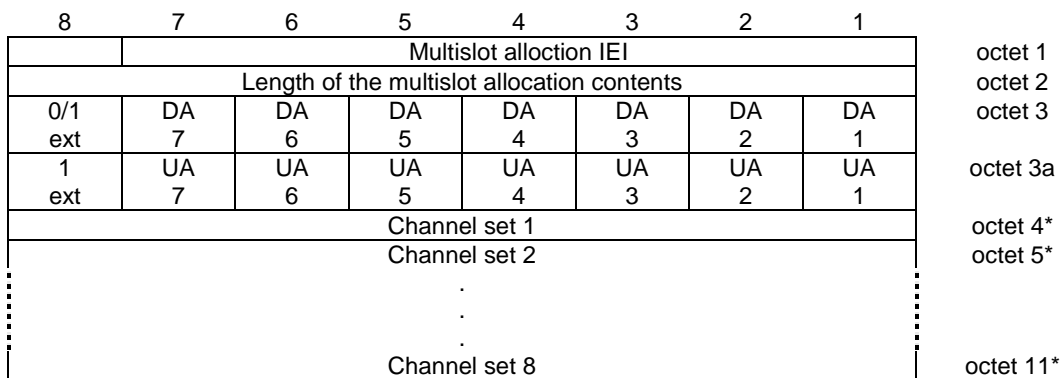 8 7 6 5 4 3 2 1
Multislot alloction IEI octet 1
Length of the multislot allocation contents octet 2
0/1 DA DA DA DA DA DA DA octet 3
ext 7 6 5 4 3 2 1
1 UA UA UA UA UA UA UA octet 3a
ext 7 6 5 4 3 2 1
Channel set 1 octet 4*
Channel set 2 octet 5*
.
.
.
Channel set 8 octet 11*